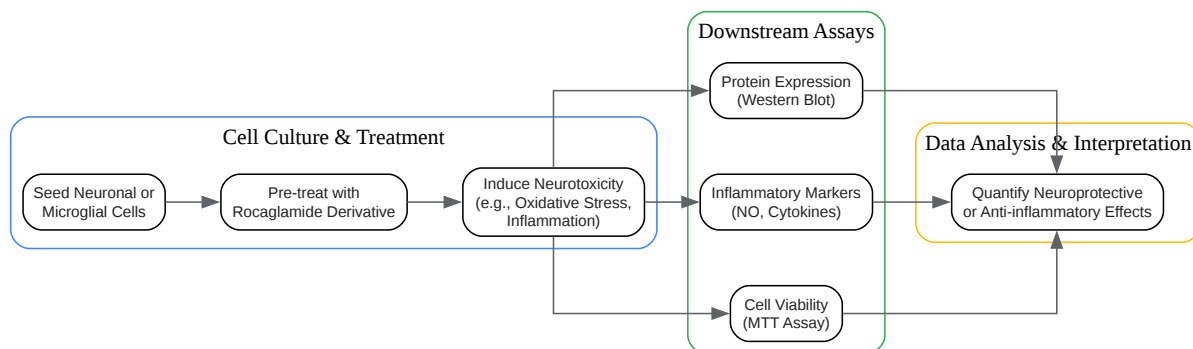 Cell Culture & Treatment
Seed Neuronal or
Microglial Cells
Pre-treat with
Rocaglamide Derivative
Induce Neurotoxicity
(e.g., Oxidative Stress,
Inflammation)
Downstream Assays
Protein Expression
(Western Blot)
Inflammatory Markers
(NO, Cytokines)
Cell Viability
(MTT Assay)
Data Analysis & Interpretation
Quantify Neuroprotective
or Anti-inflammatory Effects